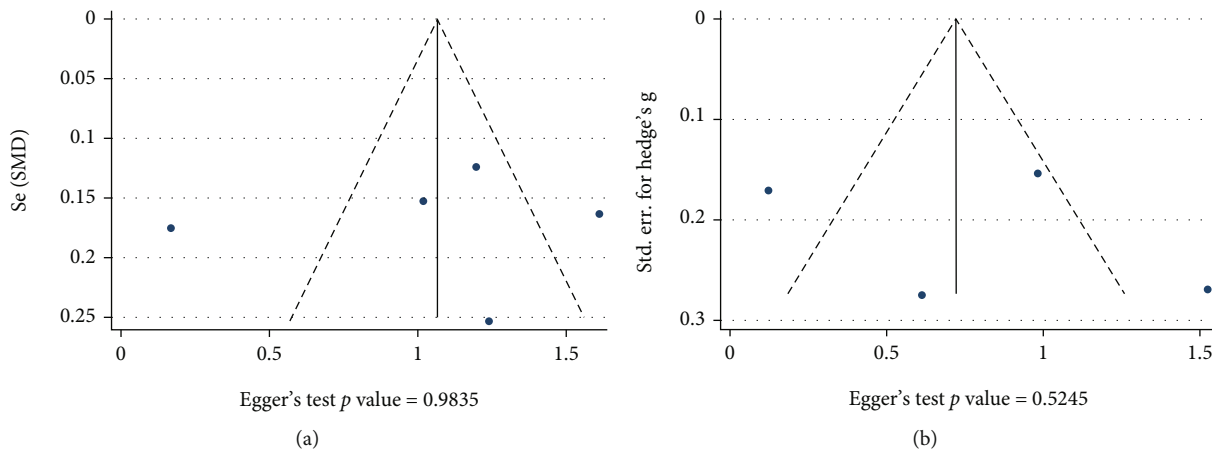 Se (SMD)
0
0.05
0.1
0.15
0.2
0.25
0 0.5 1 1.5
Egger's test p value = 0.9835
(a)
Std. err. for hedge's g
0
0.1
0.2
0.3
0 0.5 1 1.5
Egger's test p value = 0.5245
(b)